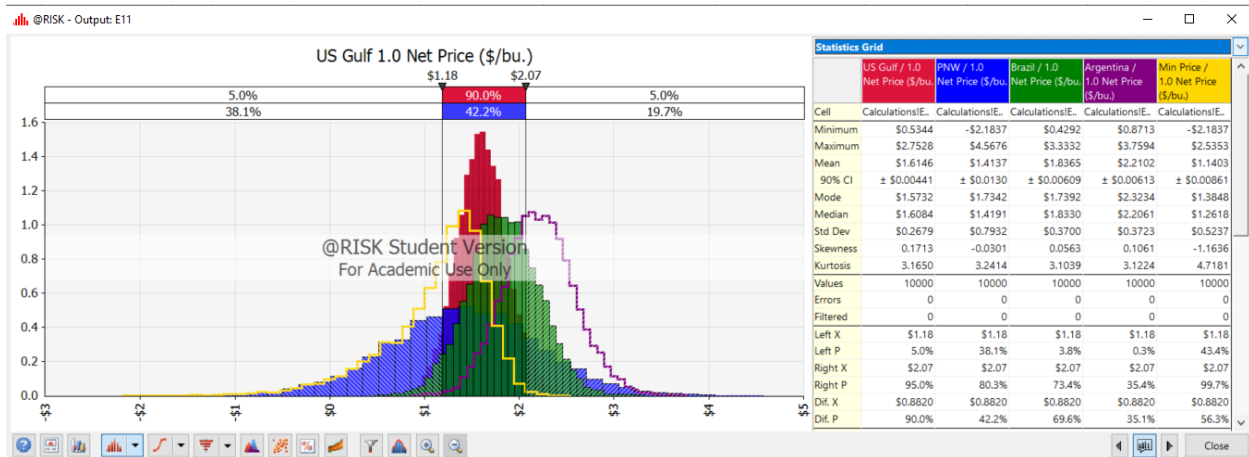 @RISK - Output: E11
US Gulf 1.0 Net Price ($/bu.)
$1.18 $2.07
5.0% 90.0% 5.0%
38.1% 42.2% 19.7%
1.6
1.4
1.2
1.0
0.8
0.6
0.4
0.2
0.0
@RISK Student Version
For Academic Use Only
-$3 -$2 -$1 $0 $1 $2 $3 $4 $5
Statistics Grid
US Gulf / 1.0 PNW / 1.0 Brazil / 1.0 Argentina / Min Price /
Net Price ($/bu. Net Price ($/bu. Net Price ($/bu. 1.0 Net Price 1.0 Net Price
($/bu.) ($/bu.)
Cell Calculations!E.. Calculations!E.. Calculations!E.. Calculations!E.. Calculations!E..
Minimum $0.5344 -$2.1837 $0.4292 $0.8713 -$2.1837
Maximum $2.7528 $4.5676 $3.3332 $3.7594 $2.5353
Mean $1.6146 $1.4137 $1.8365 $2.2102 $1.1403
90% CI ± $0.00441 ± $0.0130 ± $0.00609 ± $0.00613 ± $0.00861
Mode $1.5732 $1.7342 $1.7392 $2.3234 $1.3848
Median $1.6084 $1.4191 $1.8330 $2.2061 $1.2618
Std Dev $0.2679 $0.7932 $0.3700 $0.3723 $0.5237
Skewness 0.1713 -0.0301 0.0563 0.1061 -1.1636
Kurtosis 3.1650 3.2414 3.1039 3.1224 4.7181
Values 10000 10000 10000 10000 10000
Errors 0 0 0 0 0
Filtered 0 0 0 0 0
Left X $1.18 $1.18 $1.18 $1.18 $1.18
Left P 5.0% 38.1% 3.8% 0.3% 43.4%
Right X $2.07 $2.07 $2.07 $2.07 $2.07
Right P 95.0% 80.3% 73.4% 35.4% 99.7%
Dif. X $0.8820 $0.8820 $0.8820 $0.8820 $0.8820
Dif. P 90.0% 42.2% 69.6% 35.1% 56.3%
Close